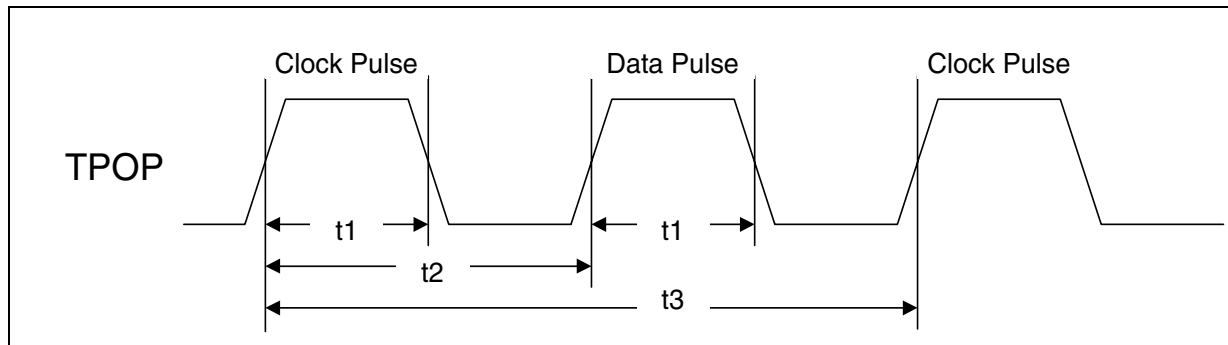 Clock Pulse
Data Pulse
Clock Pulse
TPOP
t1
t1
t2
t3